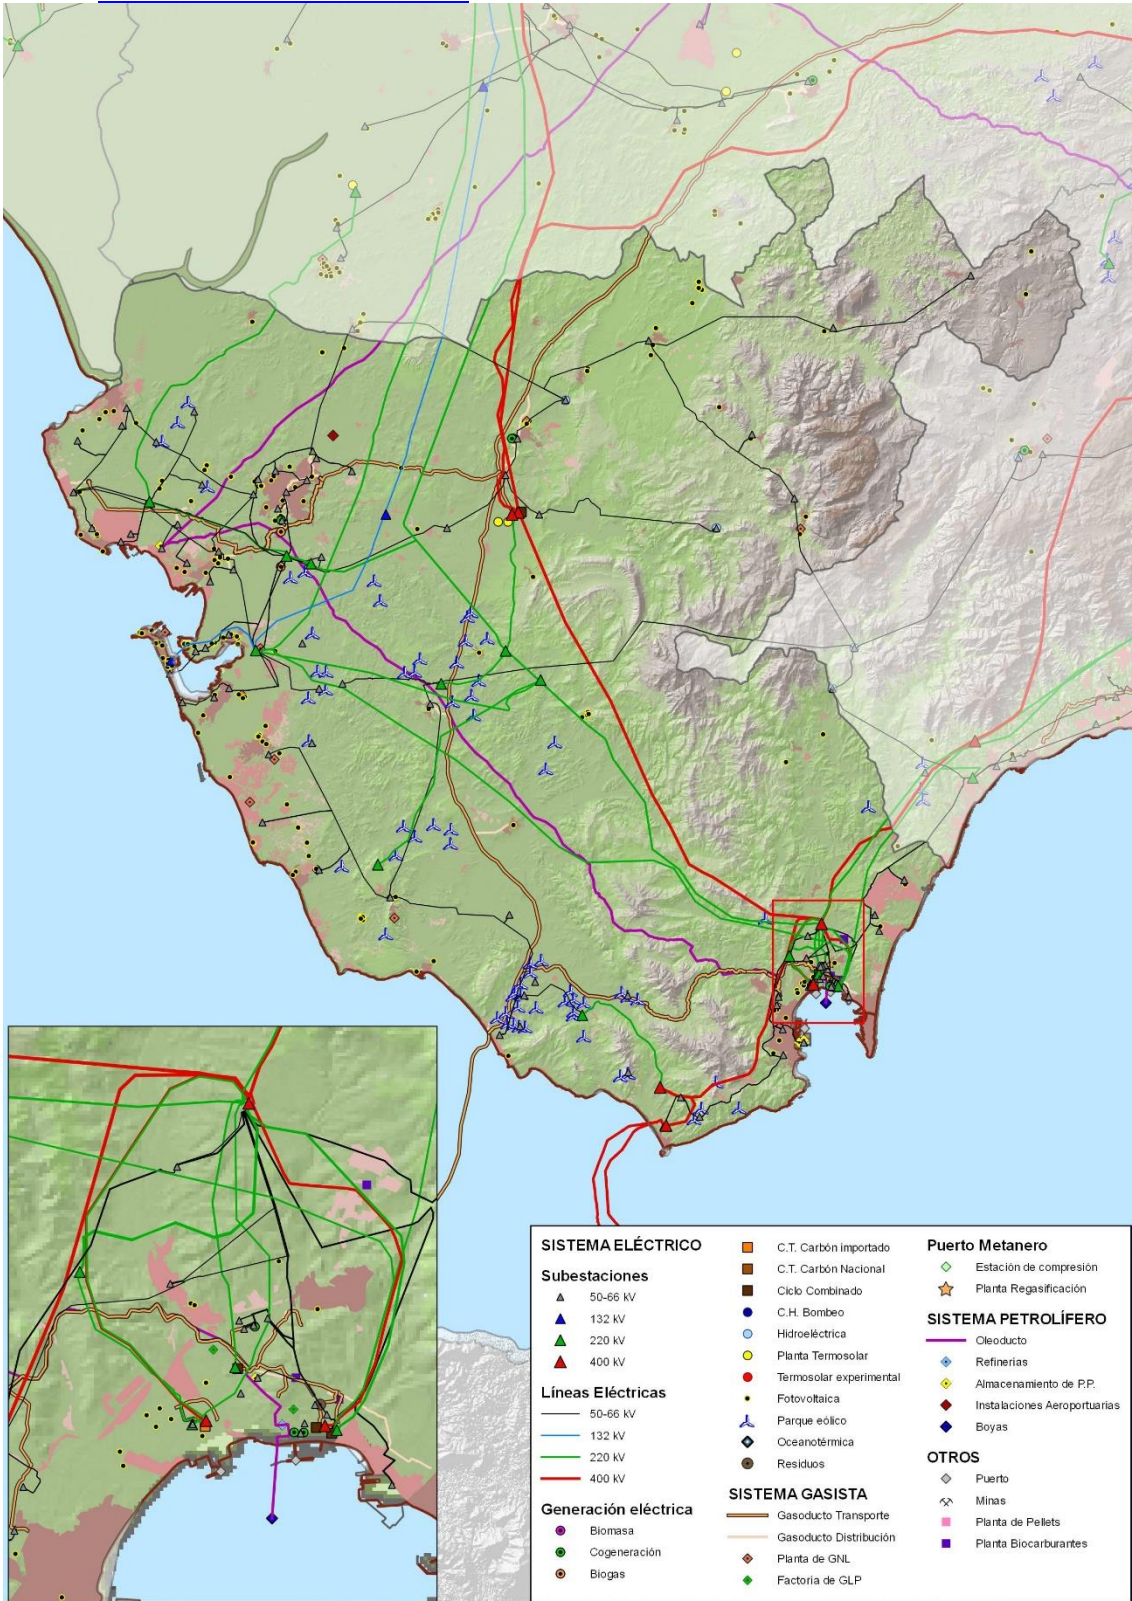 SISTEMA ELÉCTRICO
Subestaciones
50-66 kV
132 kV
220 kV
400 kV
Líneas Eléctricas
50-66 kV
132 kV
220 kV
400 kV
Generación eléctrica
Biomasa
Cogeneración
Biogas
C.T. Carbón importado
C.T. Carbón Nacional
Ciclo Combinado
C.H. Bombeo
Hidroeléctrica
Planta Termosolar
Termosolar experimental
Fotovoltaica
Parque eólico
Oceanotérmica
Residuos
SISTEMA GASISTA
Gasoducto Transporte
Gasoducto Distribución
Planta de GNL
Factoria de GLP
Puerto Metanero
Estación de compresión
Planta Regasificación
SISTEMA PETROLÍFERO
Oleoducto
Refinerias
Almacenamiento de P.P.
Instalaciones Aeroportuarias
Boyas
OTROS
Puerto
Minas
Planta de Pellets
Planta Biocarburantes